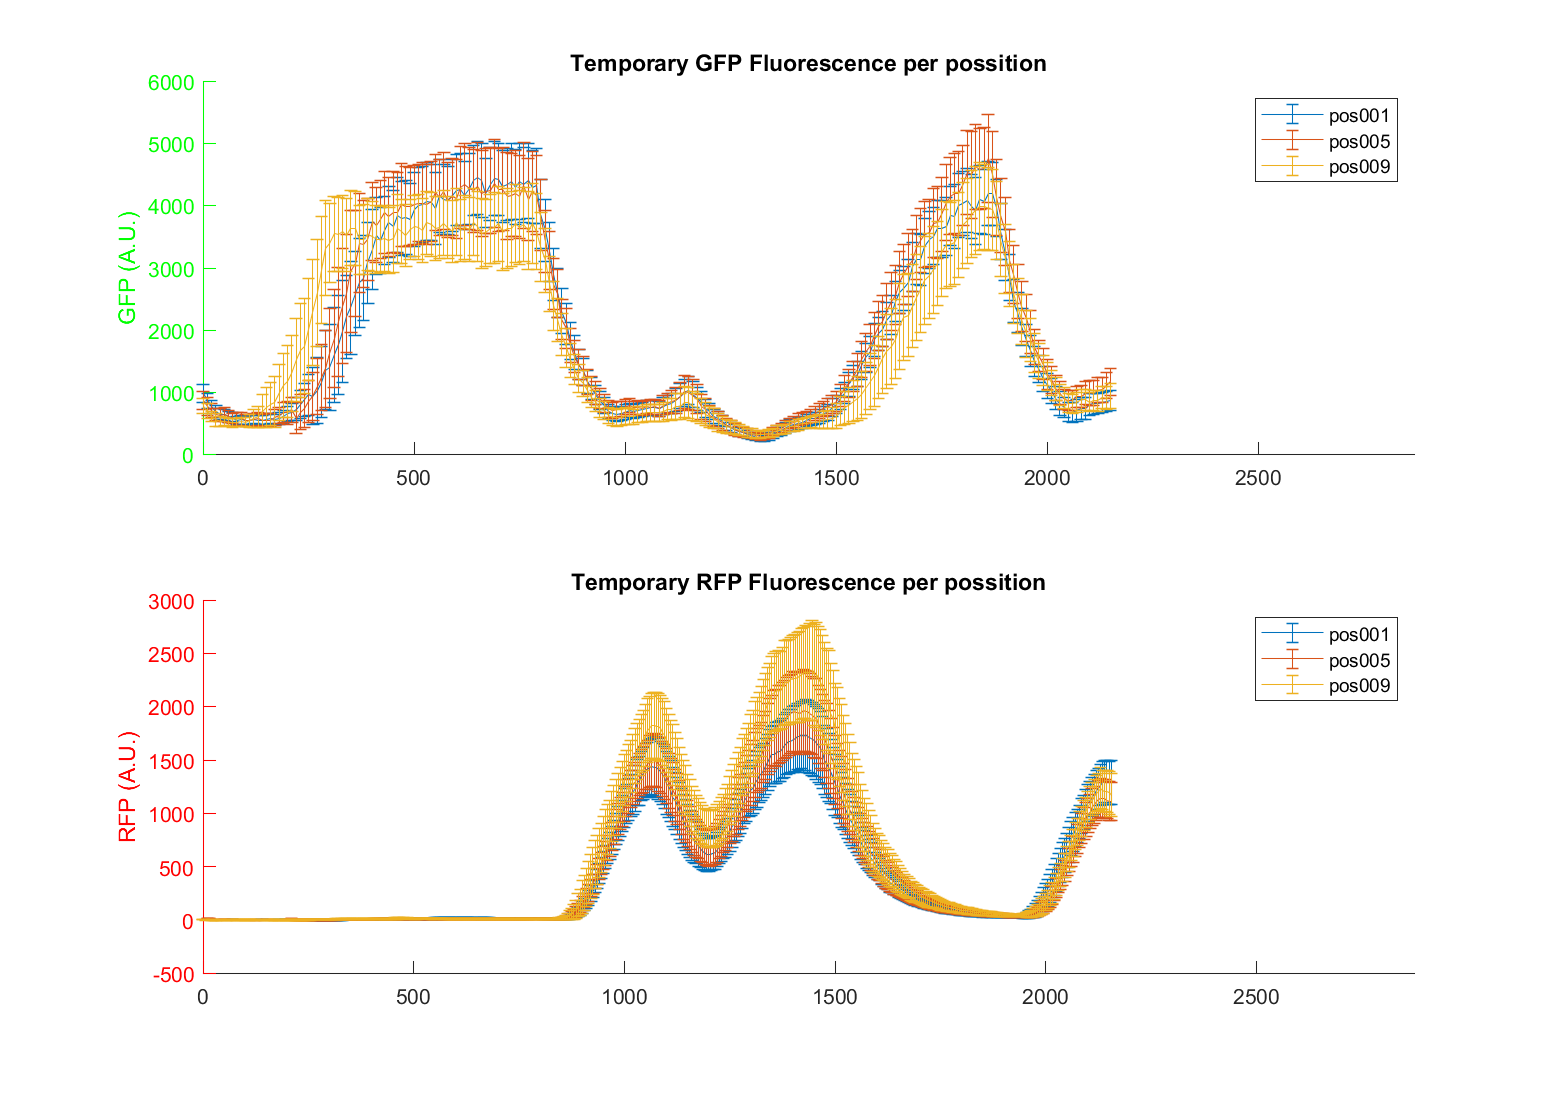 Temporary GFP Fluorescence per possition
6000
5000
4000
3000
2000
1000
0
GFP (A.U.)
0 500 1000 1500 2000 2500
pos001
pos005
pos009
Temporary RFP Fluorescence per possition
3000
2500
2000
1500
1000
500
0
-500
RFP (A.U.)
0 500 1000 1500 2000 2500
pos001
pos005
pos009